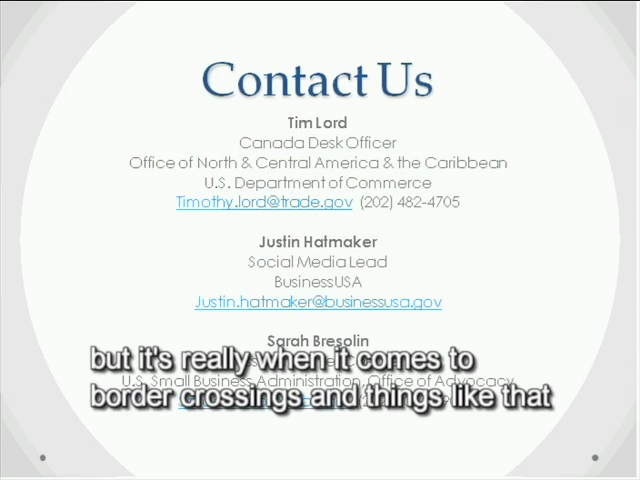 Contact Us
Tim Lord
Canada Desk Officer
Office of North & Central America & the Caribbean
U.S. Department of Commerce
Timothy.lord@trade.gov (202) 482-4705
Justin Hatmaker
Social Media Lead
BusinessUSA
Justin.hatmaker@businessusa.gov
Sarah Bresolin
but it's really when it comes to
U.S. Small Business Administration, Office of Advocacy
border crossings and things like that